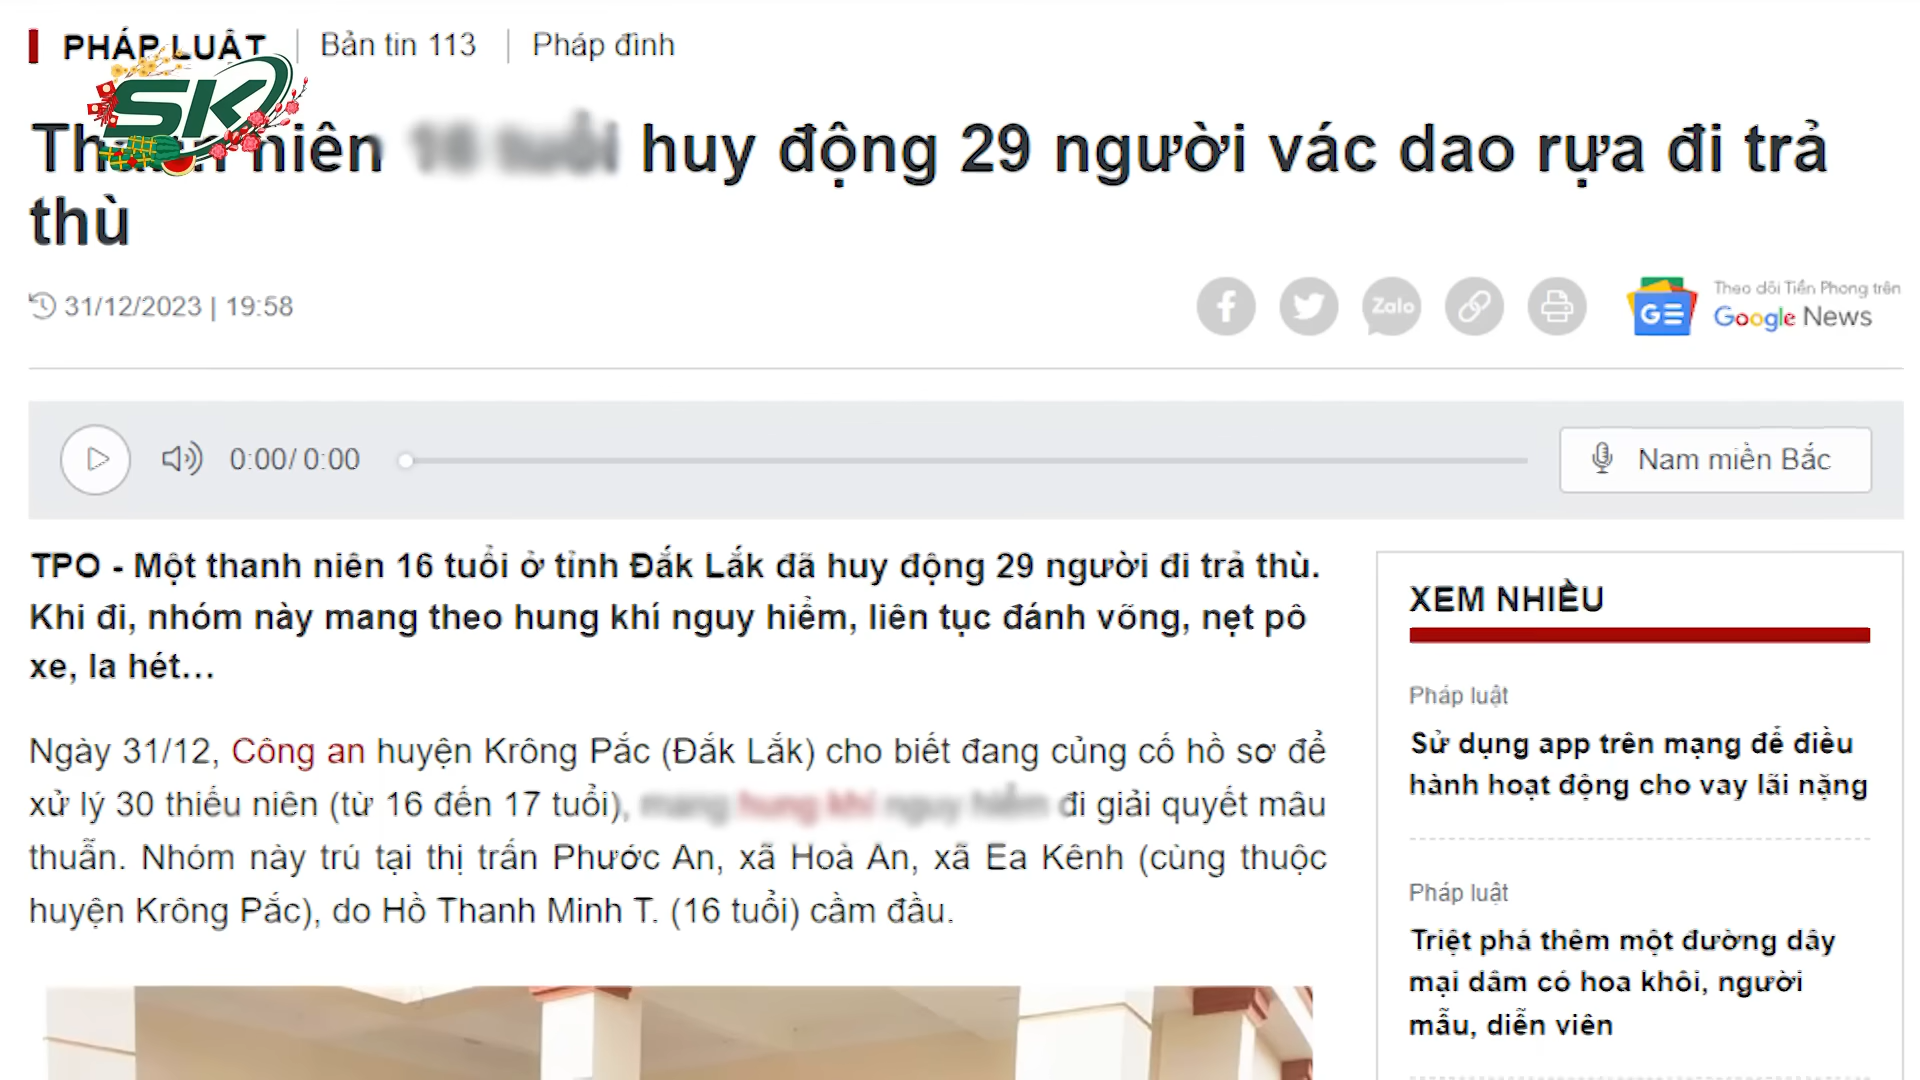 PHÁP LUẬT
Bản tin 113
Pháp đình
SK
niên huy động 29 người vác dao rựa đi trả
thù
31/12/2023 | 19:58
Zalo
Theo dõi Tiền Phong trên
GE
Google News
0:00/ 0:00
Nam miền Bắc
TPO - Một thanh niên 16 tuổi ở tỉnh Đắk Lắk đã huy động 29 người đi trả thù.
Khi đi, nhóm này mang theo hung khí nguy hiểm, liên tục đánh võng, nẹt pô
xe, la hét...
Ngày 31/12, Công an huyện Krông Pắc (Đắk Lắk) cho biết đang củng cố hồ sơ để
xử lý 30 thiếu niên (từ 16 đến 17 tuổi), đi giải quyết mâu
thuẫn. Nhóm này trú tại thị trấn Phước An, xã Hoà An, xã Ea Kênh (cùng thuộc
huyện Krông Pắc), do Hồ Thanh Minh T. (16 tuổi) cầm đầu.
XEM NHIỀU
Pháp luật
Sử dụng app trên mạng để điều
hành hoạt động cho vay lãi nặng
Pháp luật
Triệt phá thêm một đường dây
mại dâm có hoa khôi, người
mẫu, diễn viên